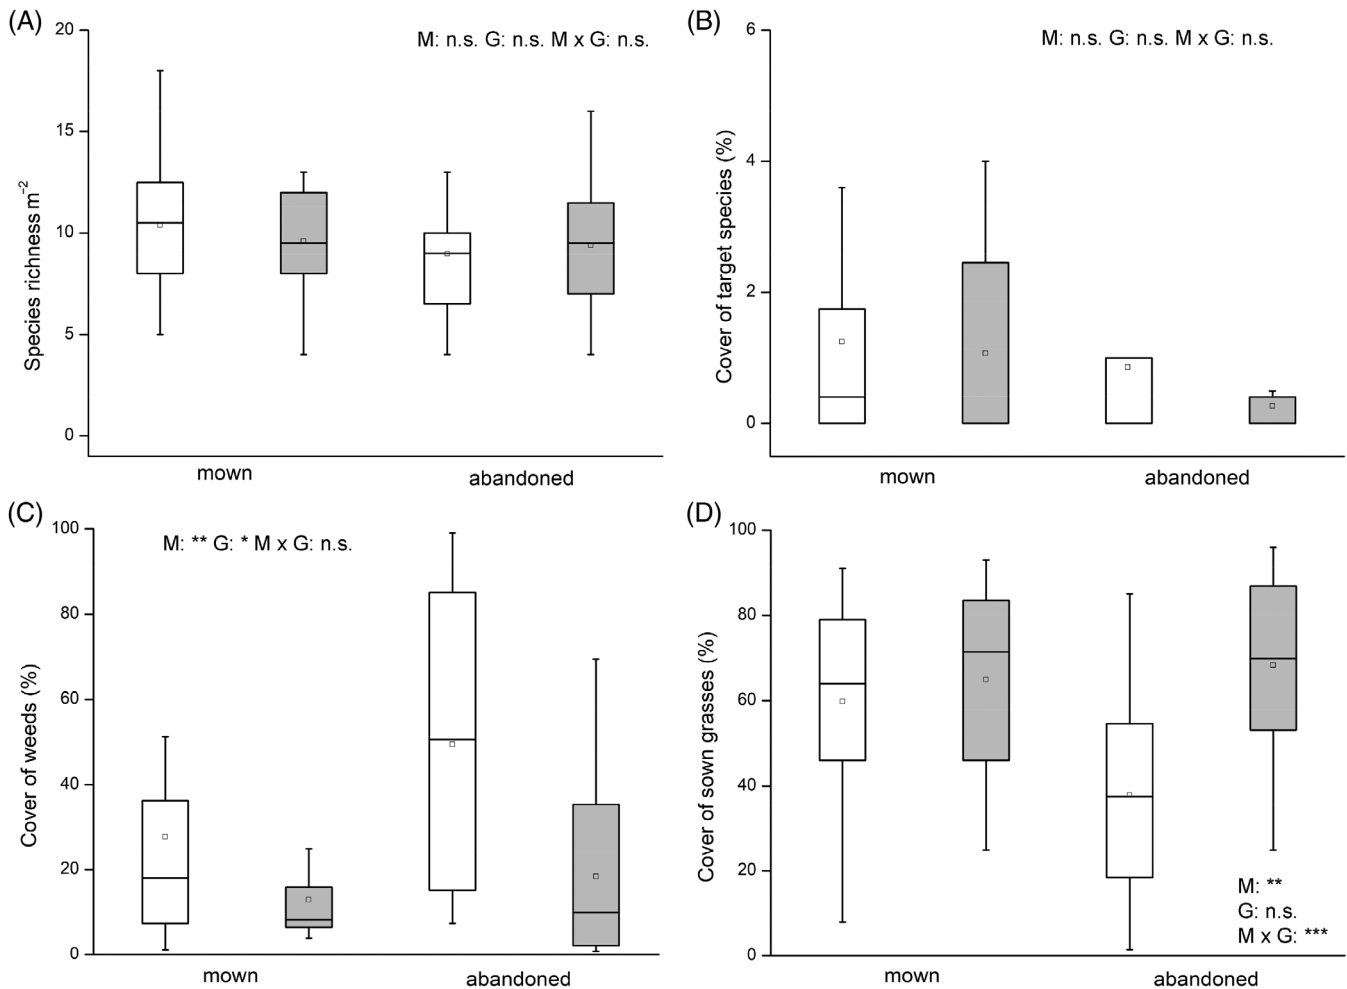 (A)
20
15
10
5
0
Species richness m⁻²
M: n.s. G: n.s. M x G: n.s.
mown
abandoned
(B)
6
4
2
0
Cover of target species (%)
M: n.s. G: n.s. M x G: n.s.
mown
abandoned
(C)
100
80
60
40
20
0
Cover of weeds (%)
M: ** G: * M x G: n.s.
mown
abandoned
(D)
100
80
60
40
20
0
Cover of sown grasses (%)
M: **
G: n.s.
M x G: ***
mown
abandoned